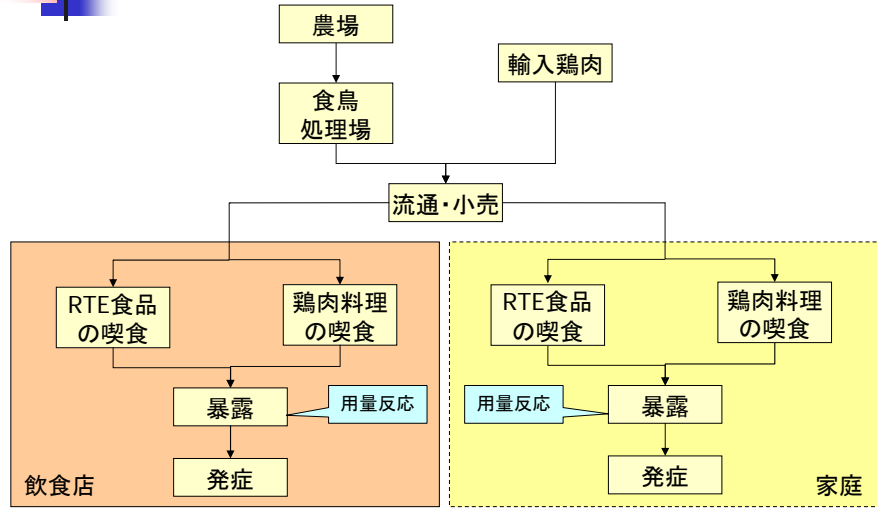 農場
輸入鶏肉
食鳥
処理場
流通・小売
RTE食品
の喫食
鶏肉料理
の喫食
RTE食品
の喫食
鶏肉料理
の喫食
暴露
用量反応
用量反応
暴露
発症
発症
飲食店
家庭